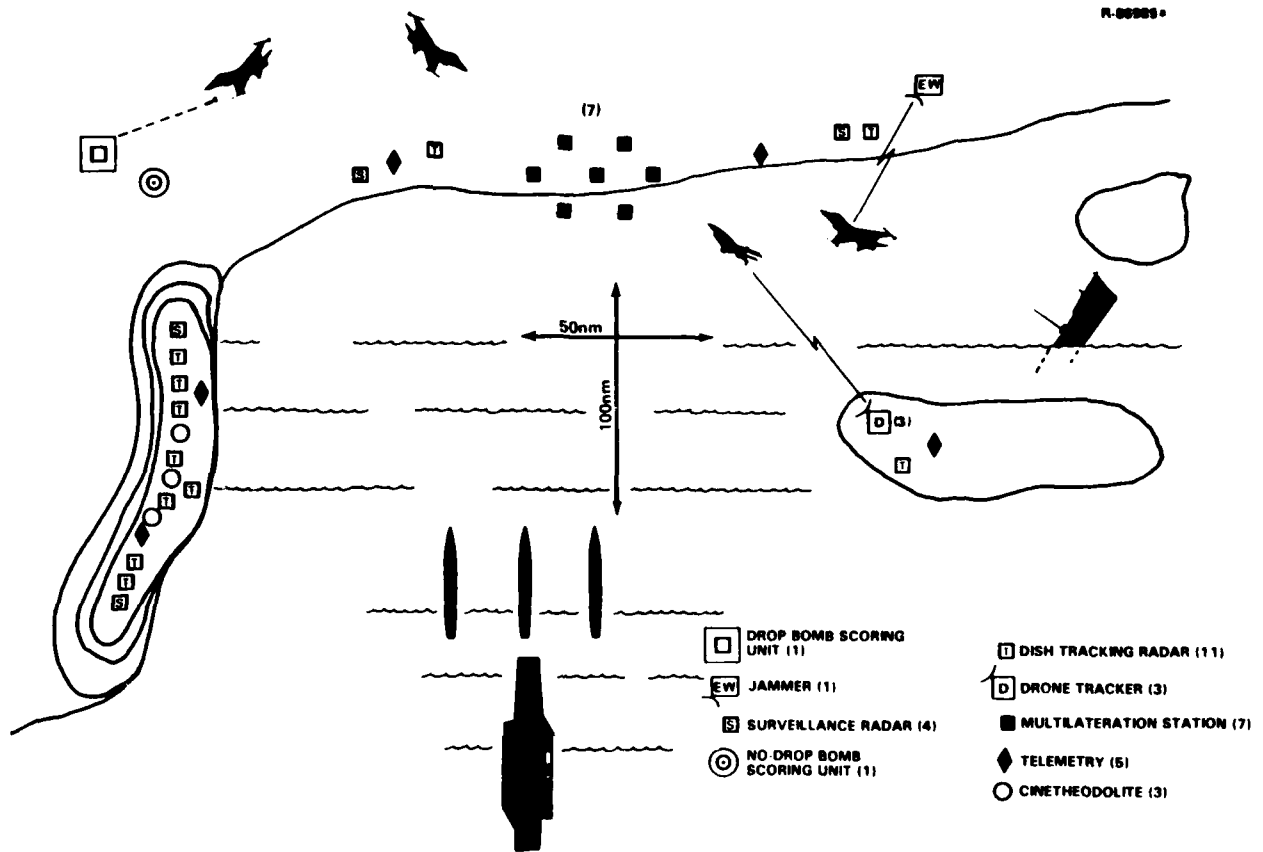 (7)
EW
S
T
S
T
50nm
100nm
S
T
T
T
T
T
T
T
T
S
D (3)
T
DROP BOMB SCORING
UNIT (1)
EW JAMMER (1)
S SURVEILLANCE RADAR (4)
NO-DROP BOMB
SCORING UNIT (1)
T DISH TRACKING RADAR (11)
D DRONE TRACKER (3)
MULTILATERATION STATION (7)
TELEMETRY (5)
CINETHEODOLITE (3)